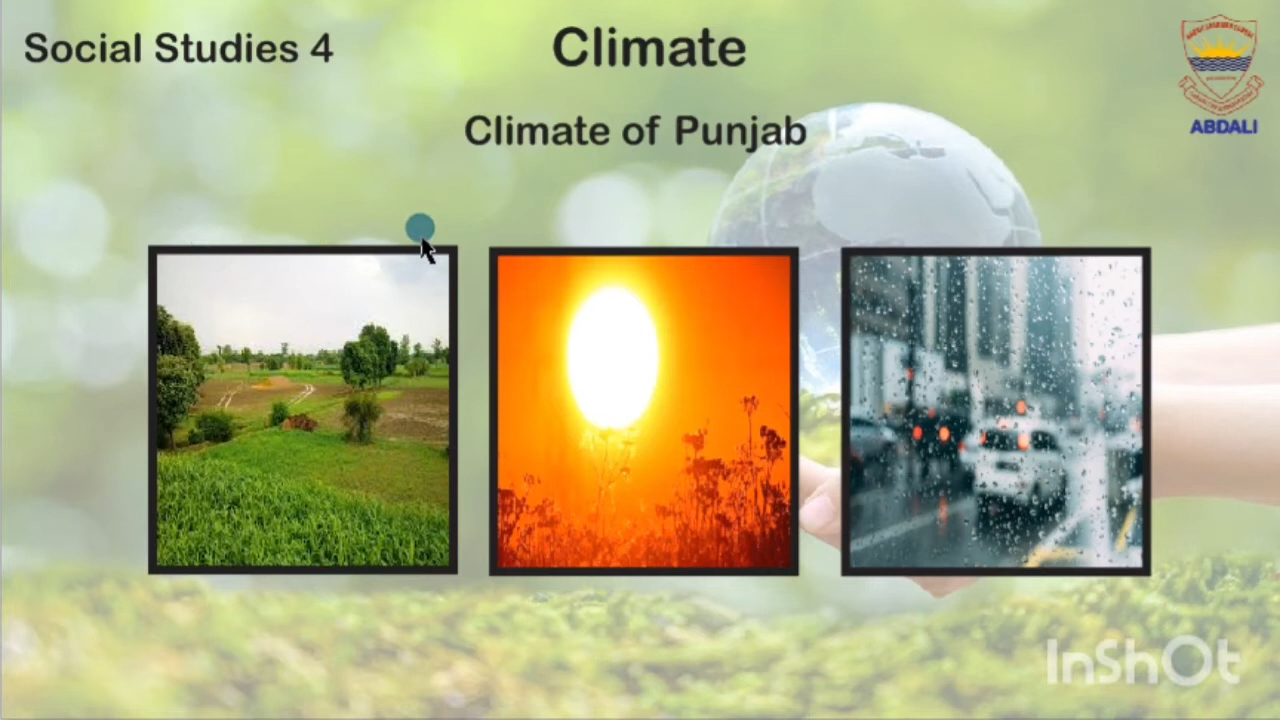 Social Studies 4
Climate
Climate of Punjab
ABDALI
InShOt